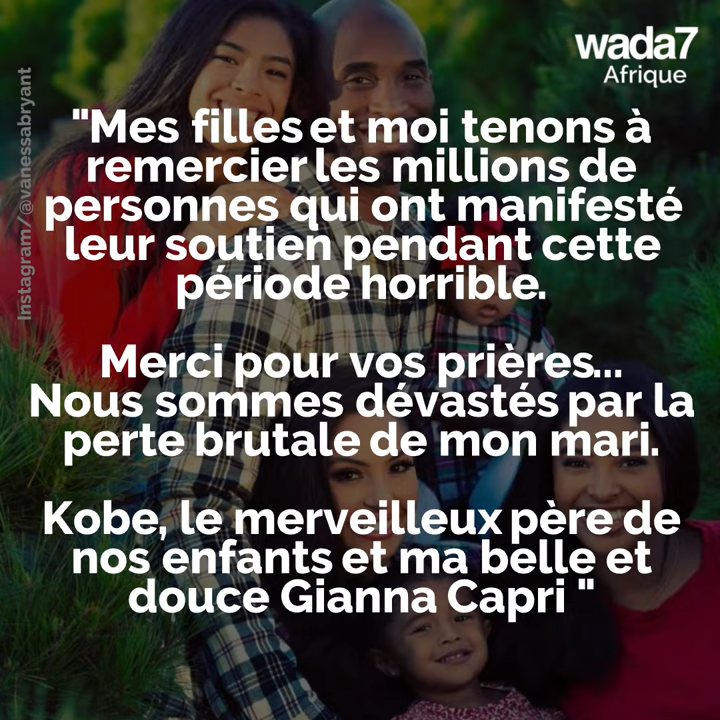 wada7
Afrique
Instagram/@vanessabryant
"Mes filles et moi tenons à
remercier les millions de
personnes qui ont manifesté
leur soutien pendant cette
période horrible.
Merci pour vos prières...
Nous sommes dévastés par la
perte brutale de mon mari.
Kobe, le merveilleux père de
nos enfants et ma belle et
douce Gianna Capri "